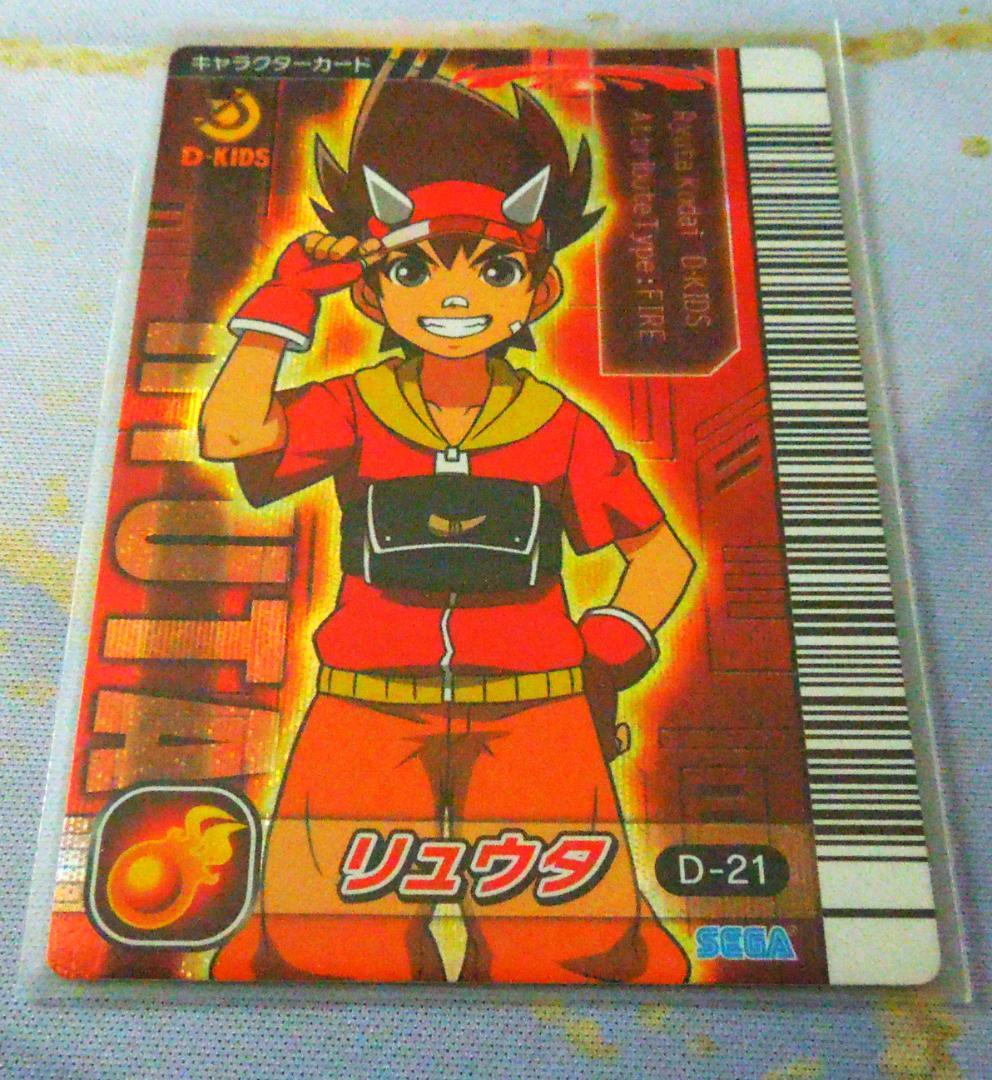 キャラクターカード
D-KIDS
Ryuta Kodai D-KIDS
Attribute Type:FIRE
RYUTA
リュウタ
D-21
SEGA